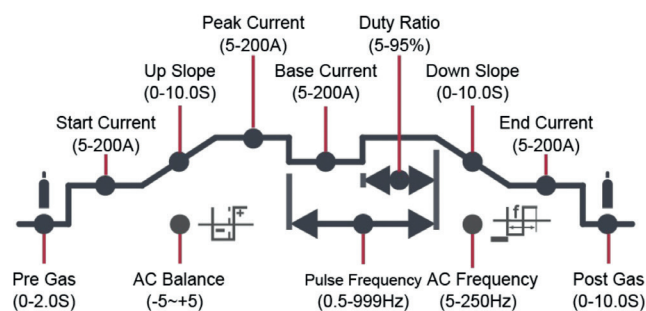 Peak Current
(5-200A)
Duty Ratio
(5-95%)
Up Slope
(0-10.0S)
Base Current
(5-200A)
Down Slope
(0-10.0S)
Start Current
(5-200A)
End Current
(5-200A)
- +
f
Pre Gas
(0-2.0S)
AC Balance
(-5~+5)
Pulse Frequency
(0.5-999Hz)
AC Frequency
(5-250Hz)
Post Gas
(0-10.0S)